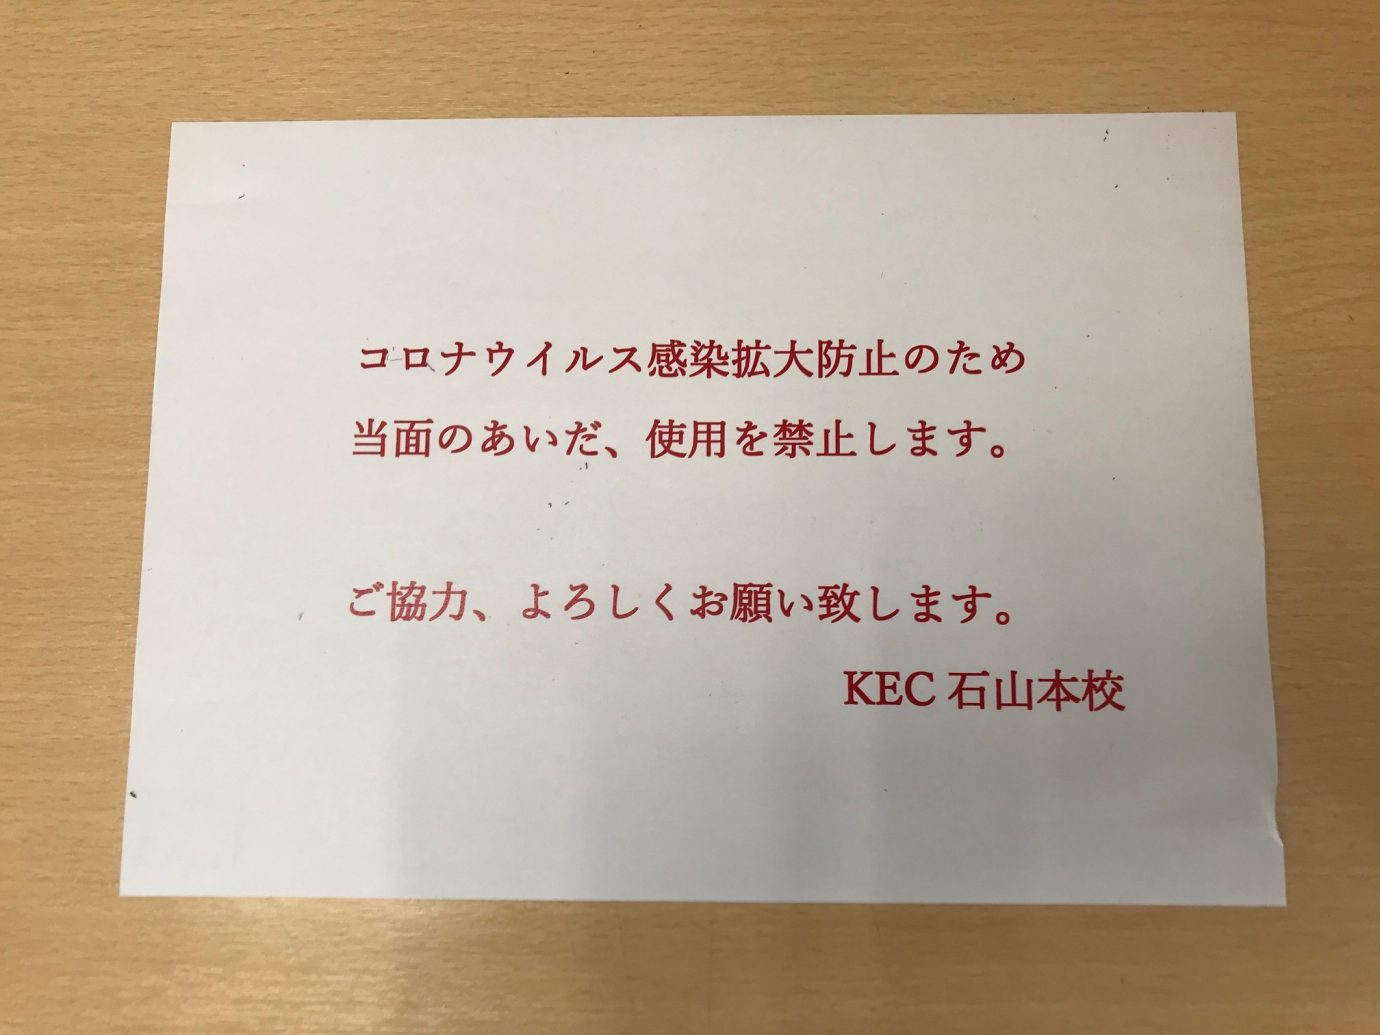 コロナウイルス感染拡大防止のため
当面のあいだ、使用を禁止します。
ご協力、よろしくお願い致します。
KEC 石山本校